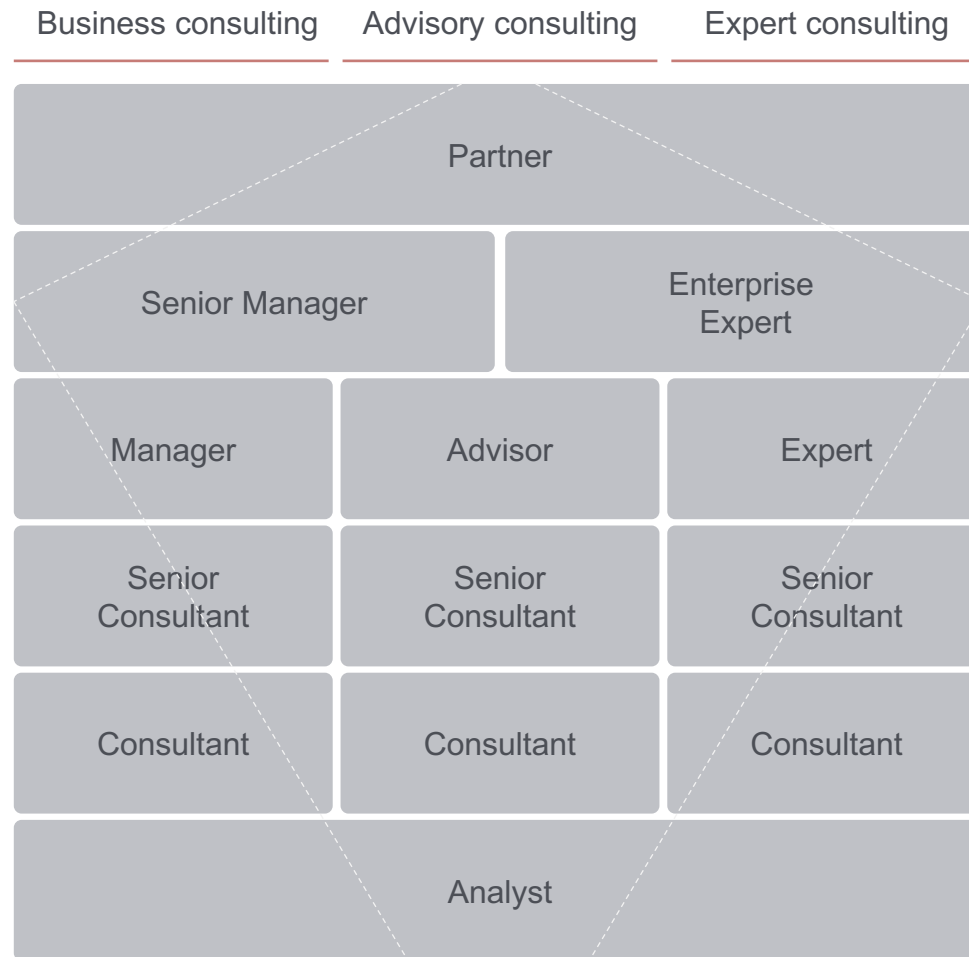 Business consulting
Advisory consulting
Expert consulting
Partner
Senior Manager
Enterprise
Expert
Manager
Advisor
Expert
Senior
Consultant
Senior
Consultant
Senior
Consultant
Consultant
Consultant
Consultant
Analyst